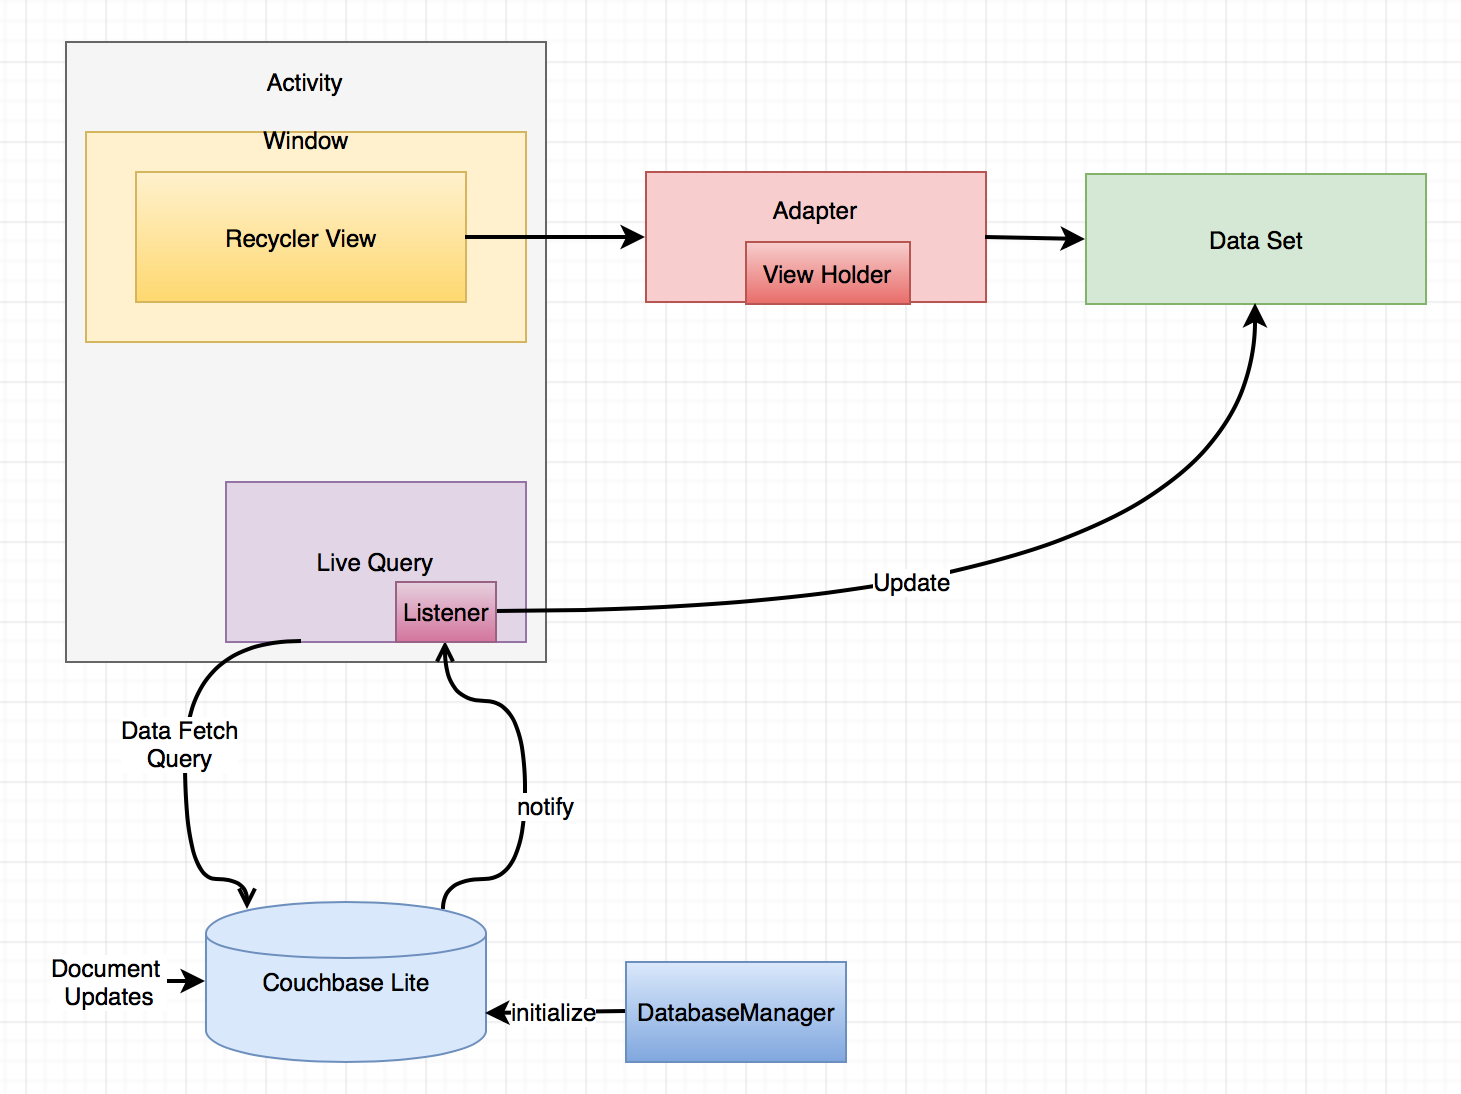 Activity
Window
Recycler View
Adapter
View Holder
Data Set
Live Query
Listener
Update
Data Fetch
Query
notify
Document
Updates
Couchbase Lite
initialize
DatabaseManager